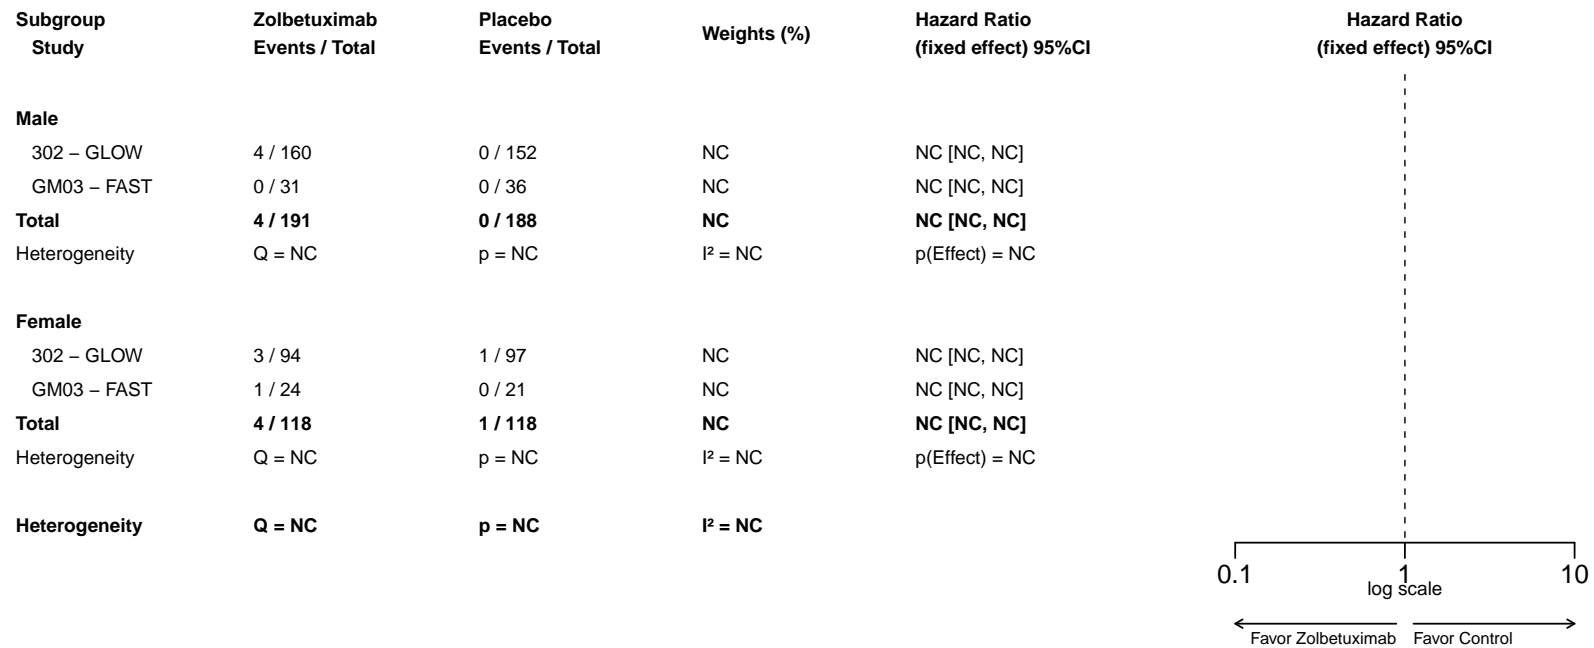 Subgroup Zolbetuximab Placebo Weights (%) Hazard Ratio Hazard Ratio
Study Events / Total Events / Total (fixed effect) 95%CI (fixed effect) 95%CI
Male
302 – GLOW 4 / 160 0 / 152 NC NC [NC, NC]
GM03 – FAST 0 / 31 0 / 36 NC NC [NC, NC]
Total 4 / 191 0 / 188 NC NC [NC, NC]
Heterogeneity Q = NC p = NC I² = NC p(Effect) = NC
Female
302 – GLOW 3 / 94 1 / 97 NC NC [NC, NC]
GM03 – FAST 1 / 24 0 / 21 NC NC [NC, NC]
Total 4 / 118 1 / 118 NC NC [NC, NC]
Heterogeneity Q = NC p = NC I² = NC p(Effect) = NC
Heterogeneity Q = NC p = NC I² = NC
0.1 1 10
log scale
Favor Zolbetuximab Favor Control